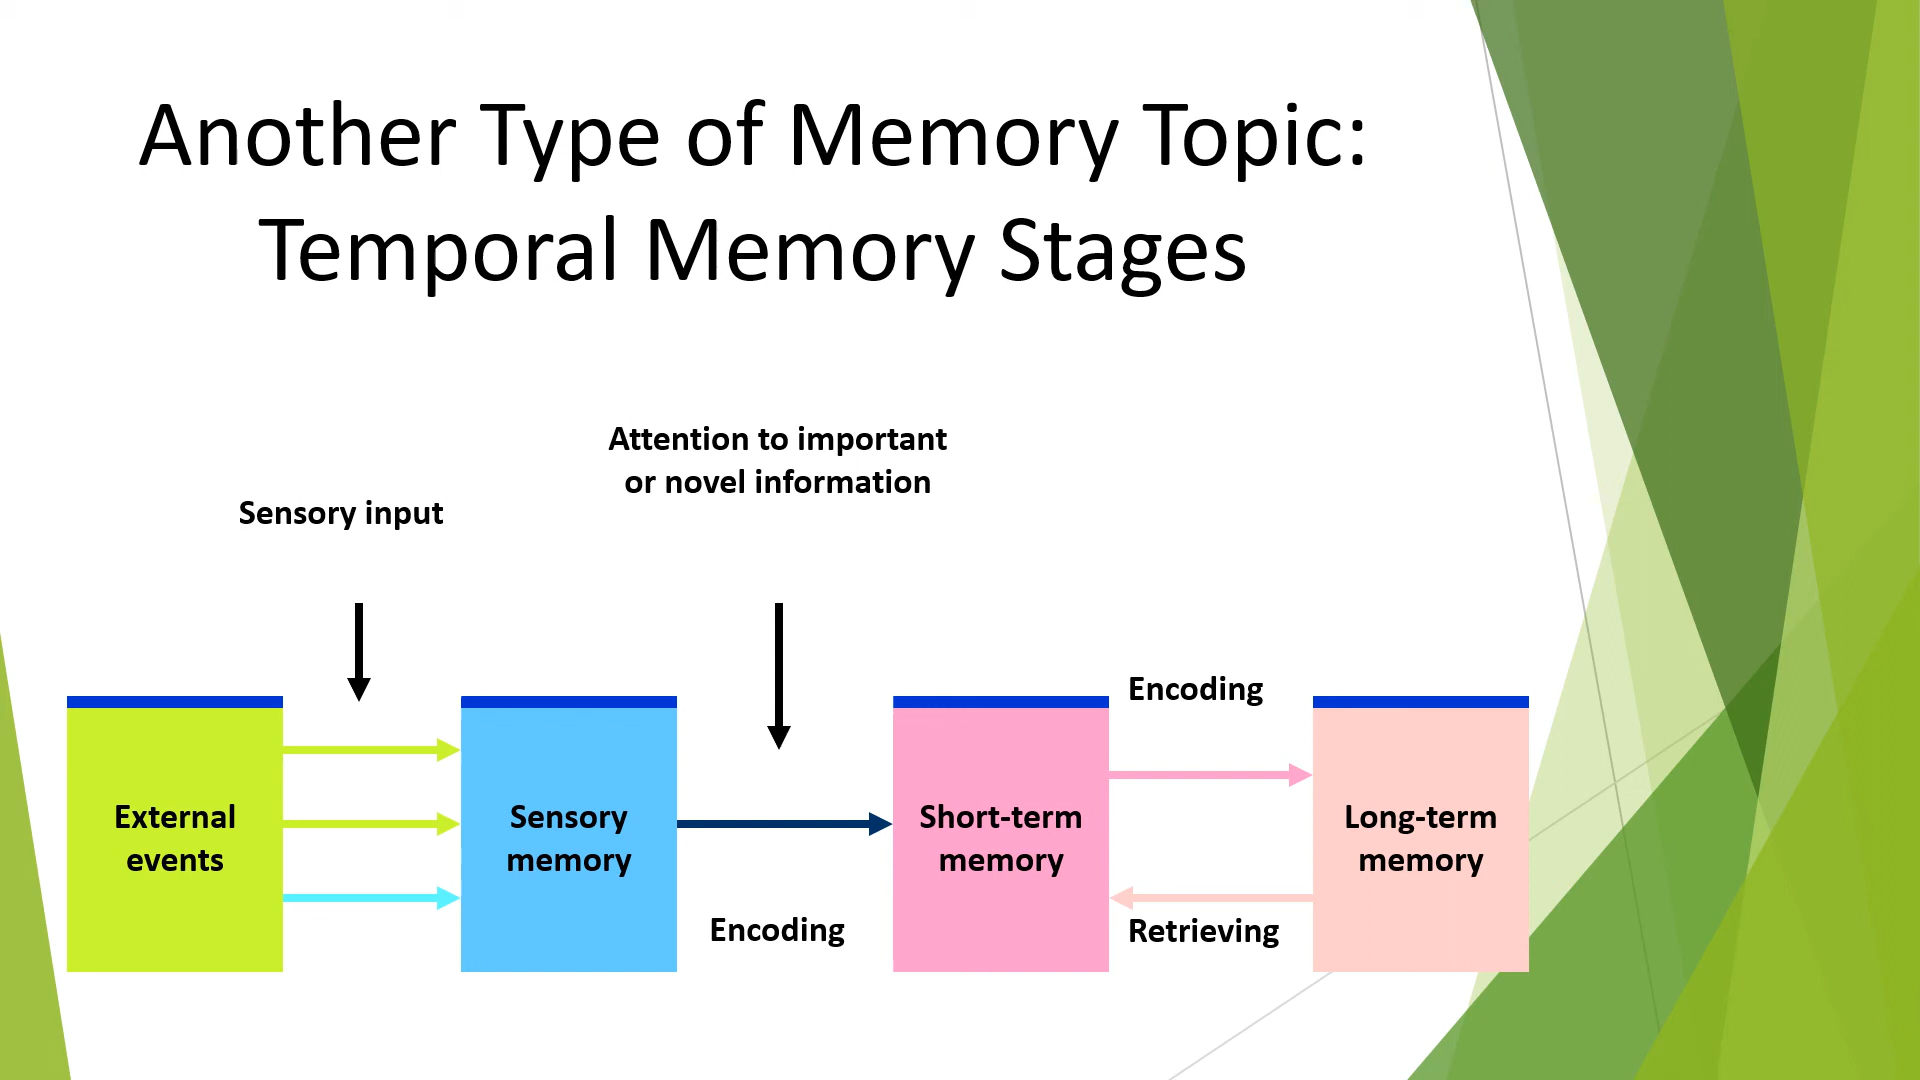 Another Type of Memory Topic:
Temporal Memory Stages
Attention to important
or novel information
Sensory input
Encoding
External
events
Sensory
memory
Short-term
memory
Long-term
memory
Encoding
Retrieving